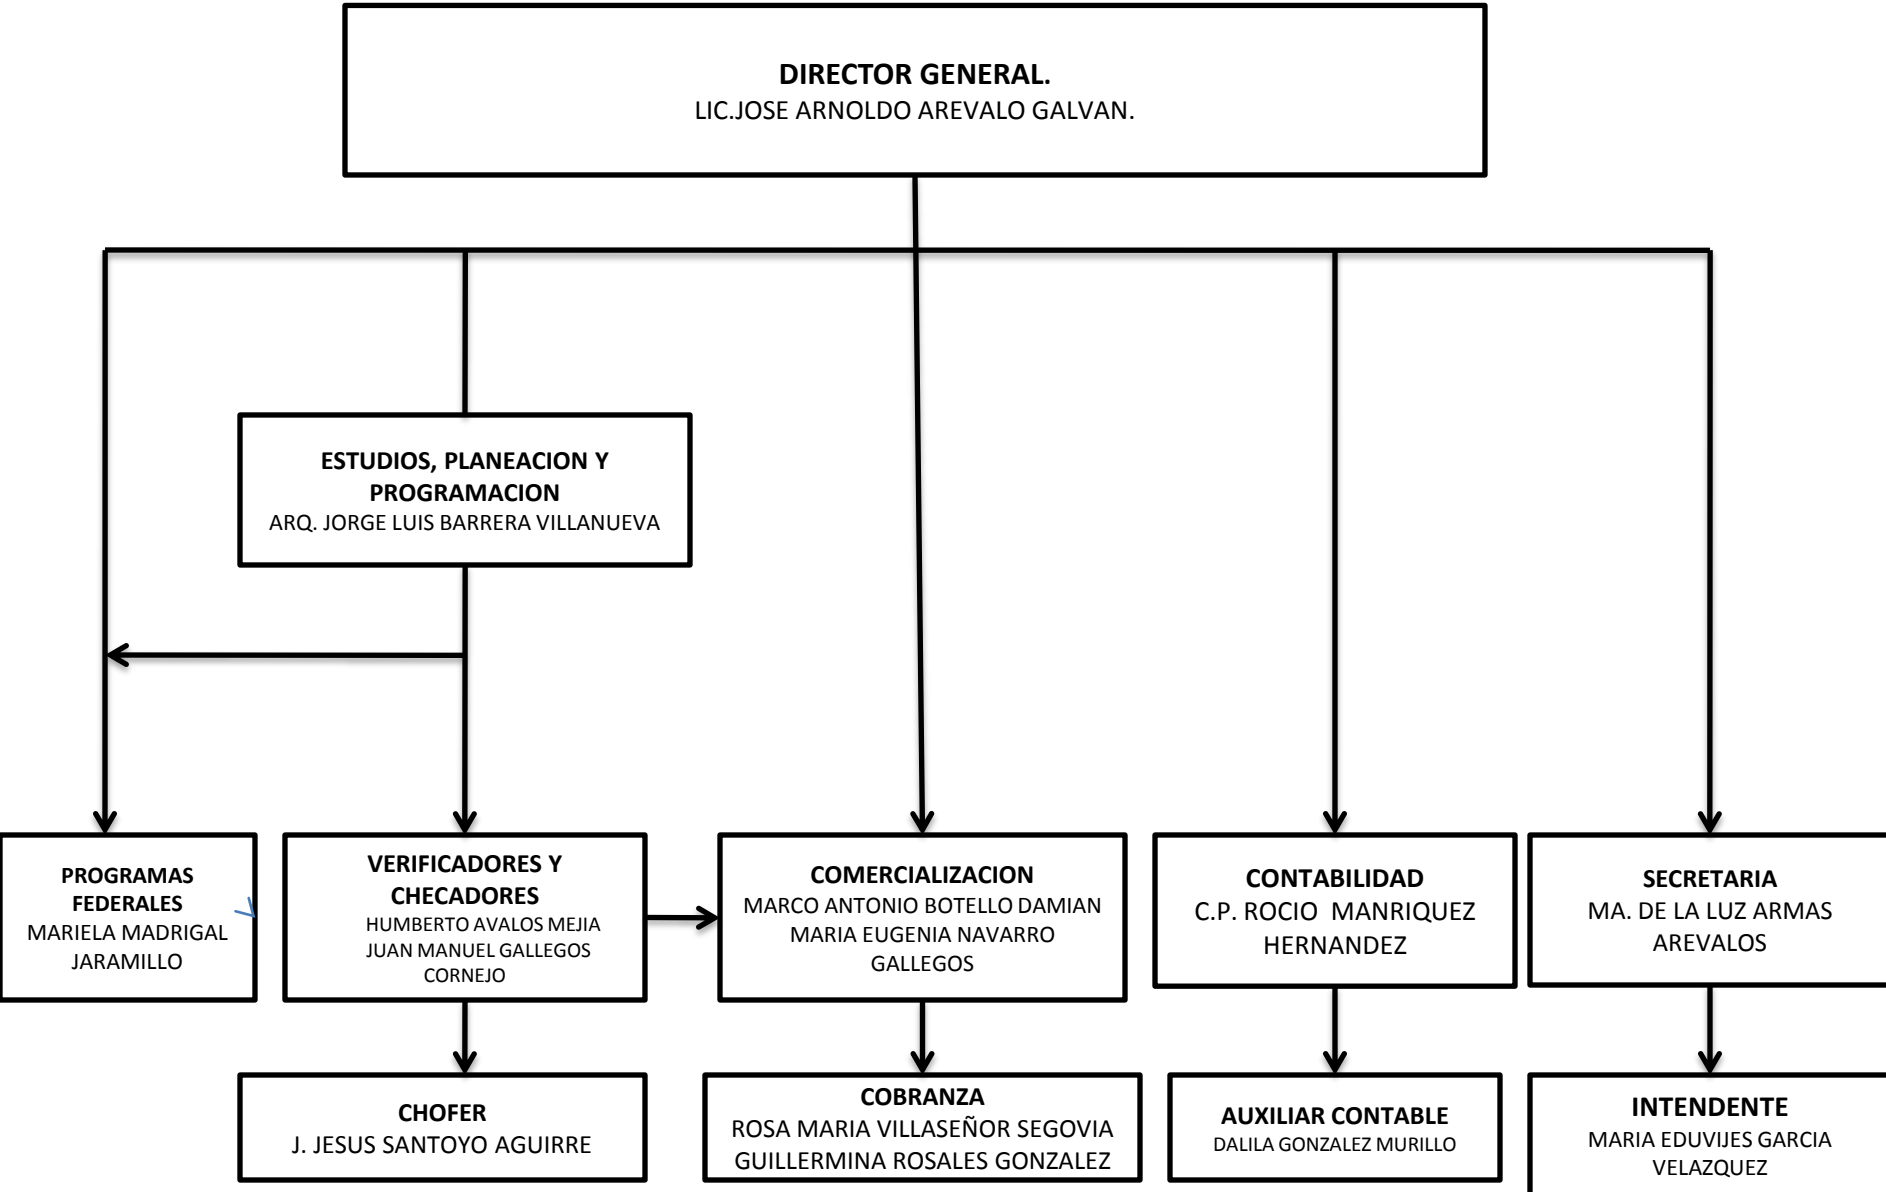 DIRECTOR GENERAL.
LIC.JOSE ARNOLDO AREVALO GALVAN.
ESTUDIOS, PLANEACION Y
PROGRAMACION
ARQ. JORGE LUIS BARRERA VILLANUEVA
PROGRAMAS
FEDERALES
MARIELA MADRIGAL
JARAMILLO
VERIFICADORES Y
CHECADORES
HUMBERTO AVALOS MEJIA
JUAN MANUEL GALLEGOS
CORNEJO
COMERCIALIZACION
MARCO ANTONIO BOTELLO DAMIAN
MARIA EUGENIA NAVARRO
GALLEGOS
CONTABILIDAD
C.P. ROCIO MANRIQUEZ
HERNANDEZ
SECRETARIA
MA. DE LA LUZ ARMAS
AREVALOS
CHOFER
J. JESUS SANTOYO AGUIRRE
COBRANZA
ROSA MARIA VILLASEÑOR SEGOVIA
GUILLERMINA ROSALES GONZALEZ
AUXILIAR CONTABLE
DALILA GONZALEZ MURILLO
INTENDENTE
MARIA EDUVIJES GARCIA
VELAZQUEZ